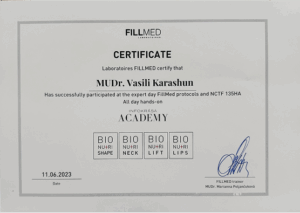 FILLMED
LABORATOIRES
CERTIFICATE
Laboratoires FILLMED certify that
MUDr. Vasili Karashun
Has successfully participated at the expert day FillMed protocols and NCTF 135HA
All day hands-on
ACADEMY
BIO BIO BIO BIO
NUHRI NUHRI NUHRI NUHRI
SHAPE NECK LIFT LIPS
11.06.2023
Date
FILLMED trainer
MUDr. Marianna